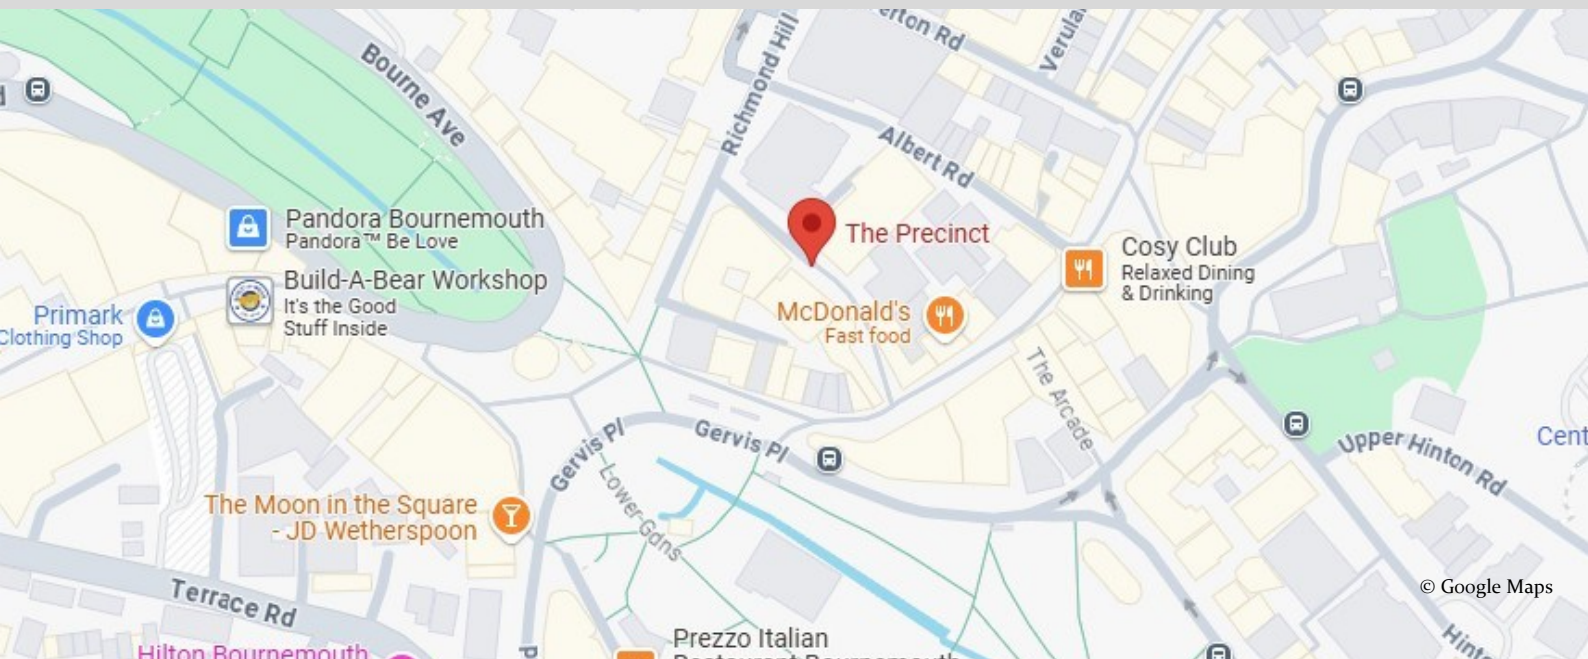 Bourne Ave
Richmond Hill
Albert Rd
Pandora Bournemouth
Pandora™ Be Love
The Precinct
Cosy Club
Relaxed Dining
& Drinking
Build-A-Bear Workshop
It's the Good
Stuff Inside
Primark
Clothing Shop
McDonald's
Fast food
The Arcade
Gervis Pl
Gervis Pl
Upper Hinton Rd
Lower Gdns
The Moon in the Square
- JD Wetherspoon
Terrace Rd
© Google Maps
Prezzo Italian
Hilton Bournemouth